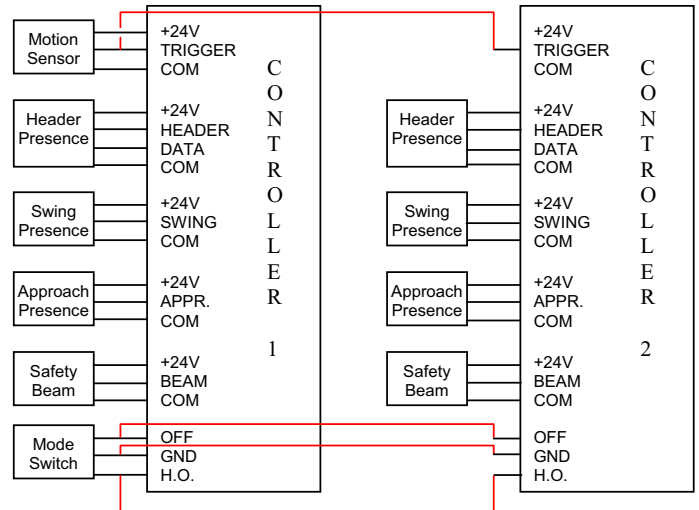 Motion
Sensor
+24V
TRIGGER
COM
Header
Presence
+24V
HEADER
DATA
COM
Swing
Presence
+24V
SWING
COM
Approach
Presence
+24V
APPR.
COM
Safety
Beam
+24V
BEAM
COM
Mode
Switch
OFF
GND
H.O.
C
O
N
T
R
O
L
L
E
R
1
+24V
TRIGGER
COM
Header
Presence
+24V
HEADER
DATA
COM
Swing
Presence
+24V
SWING
COM
Approach
Presence
+24V
APPR.
COM
Safety
Beam
+24V
BEAM
COM
OFF
GND
H.O.
C
O
N
T
R
O
L
L
E
R
2